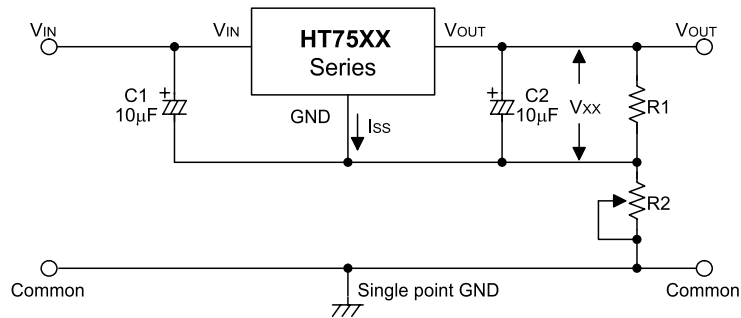 VIN
VIN
HT75XX
Series
VOUT
VOUT
C1
10µF
GND
ISS
C2
10µF
VXX
R1
R2
Common
Single point GND
Common